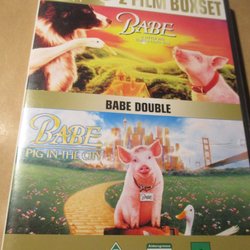 2 FILM BOXSET
BABE
BABE DOUBLE
BABE
PIG IN THE CITY